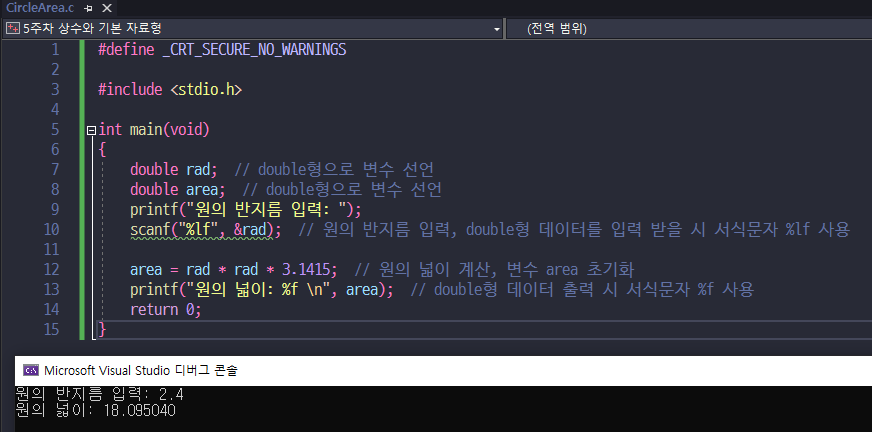 CircleArea.c
5주차 상수와 기본 자료형 (전역 범위)
1 #define _CRT_SECURE_NO_WARNINGS
2
3 #include <stdio.h>
4
5 int main(void)
6 {
7 double rad; // double형으로 변수 선언
8 double area; // double형으로 변수 선언
9 printf("원의 반지름 입력: ");
10 scanf("%lf", &rad); // 원의 반지름 입력, double형 데이터를 입력 받을 시 서식문자 %lf 사용
11
12 area = rad * rad * 3.1415; // 원의 넓이 계산, 변수 area 초기화
13 printf("원의 넓이: %f \n", area); // double형 데이터 출력 시 서식문자 %f 사용
14 return 0;
15 }
Microsoft Visual Studio 디버그 콘솔
원의 반지름 입력: 2.4
원의 넓이: 18.095040